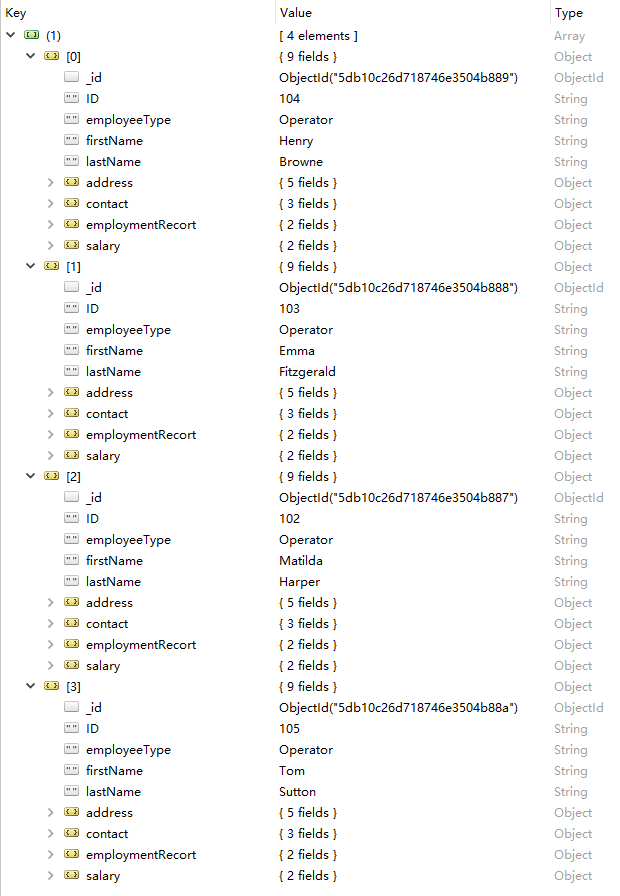 Key Value Type
(1) [ 4 elements ] Array
[0] { 9 fields } Object
_id ObjectId("5db10c26d718746e3504b889") ObjectId
"" ID 104 String
"" employeeType Operator String
"" firstName Henry String
"" lastName Browne String
address { 5 fields } Object
contact { 3 fields } Object
employmentRecort { 2 fields } Object
salary { 2 fields } Object
[1] { 9 fields } Object
_id ObjectId("5db10c26d718746e3504b888") ObjectId
"" ID 103 String
"" employeeType Operator String
"" firstName Emma String
"" lastName Fitzgerald String
address { 5 fields } Object
contact { 3 fields } Object
employmentRecort { 2 fields } Object
salary { 2 fields } Object
[2] { 9 fields } Object
_id ObjectId("5db10c26d718746e3504b887") ObjectId
"" ID 102 String
"" employeeType Operator String
"" firstName Matilda String
"" lastName Harper String
address { 5 fields } Object
contact { 3 fields } Object
employmentRecort { 2 fields } Object
salary { 2 fields } Object
[3] { 9 fields } Object
_id ObjectId("5db10c26d718746e3504b88a") ObjectId
"" ID 105 String
"" employeeType Operator String
"" firstName Tom String
"" lastName Sutton String
address { 5 fields } Object
contact { 3 fields } Object
employmentRecort { 2 fields } Object
salary { 2 fields } Object